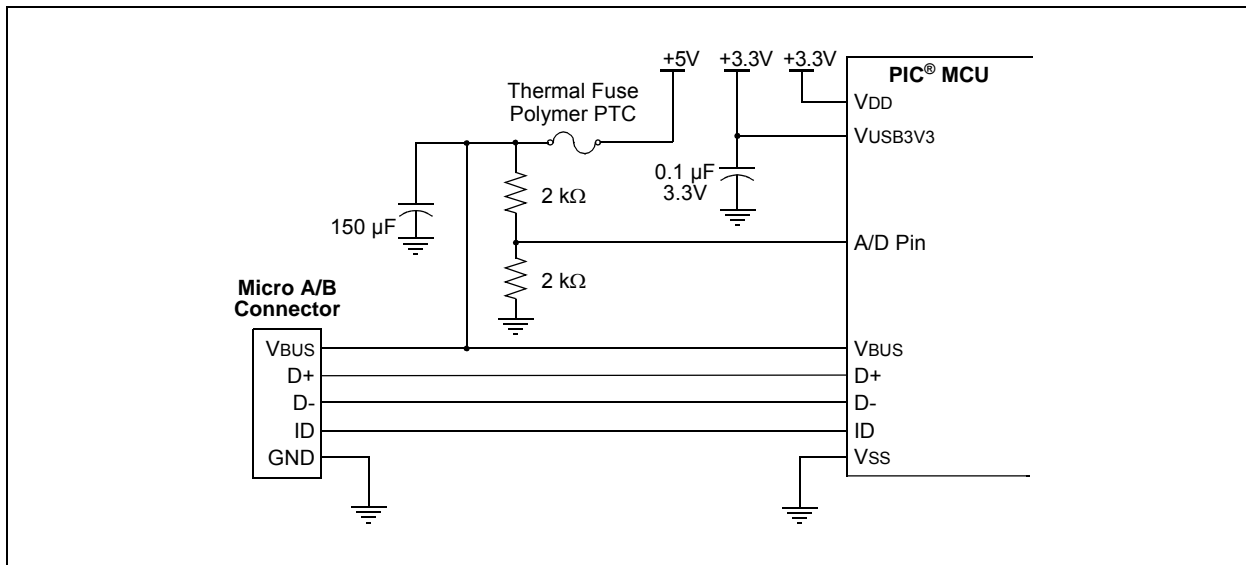 +5V
+3.3V
+3.3V
PIC® MCU
Thermal Fuse
Polymer PTC
VDD
VUSB3V3
0.1 µF
3.3V
2 kΩ
150 µF
A/D Pin
2 kΩ
Micro A/B
Connector
VBUS
D+
D-
ID
GND
VBUS
D+
D-
ID
VSS